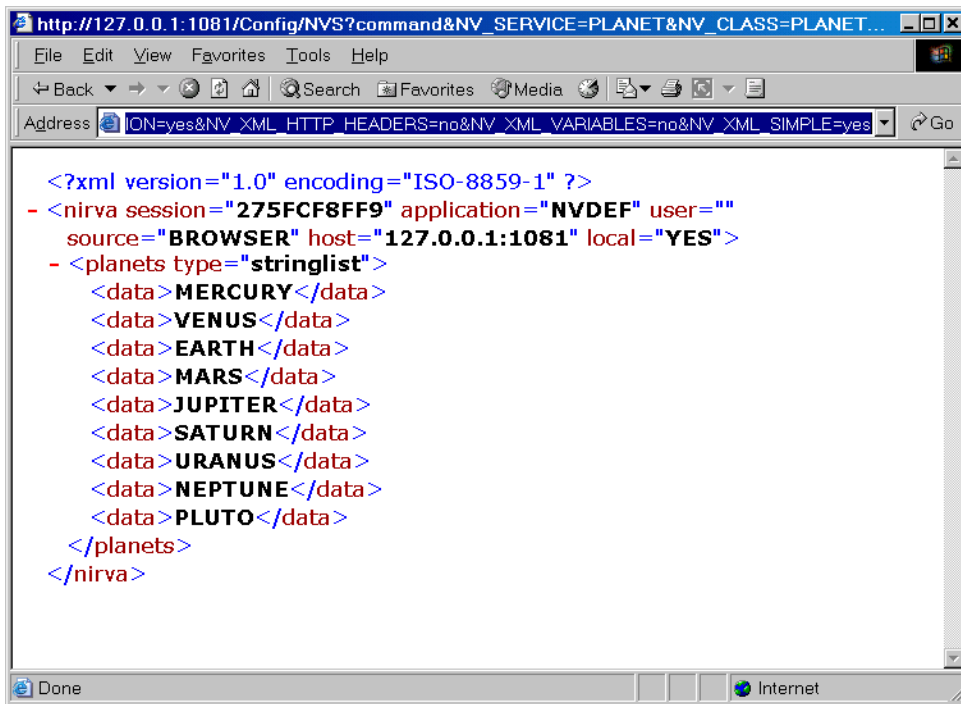 http://127.0.0.1:1081/Config/NVS?command&NV_SERVICE=PLANET&NV_CLASS=PLANET...
File Edit View Favorites Tools Help
Back Search Favorites Media
Address ION=yes&NV_XML_HTTP_HEADERS=no&NV_XML_VARIABLES=no&NV_XML_SIMPLE=yes Go
<?xml version="1.0" encoding="ISO-8859-1" ?>
- <nirva session="275FCF8FF9" application="NVDEF" user=""
source="BROWSER" host="127.0.0.1:1081" local="YES">
- <planets type="stringlist">
<data>MERCURY</data>
<data>VENUS</data>
<data>EARTH</data>
<data>MARS</data>
<data>JUPITER</data>
<data>SATURN</data>
<data>URANUS</data>
<data>NEPTUNE</data>
<data>PLUTO</data>
</planets>
</nirva>
Done Internet